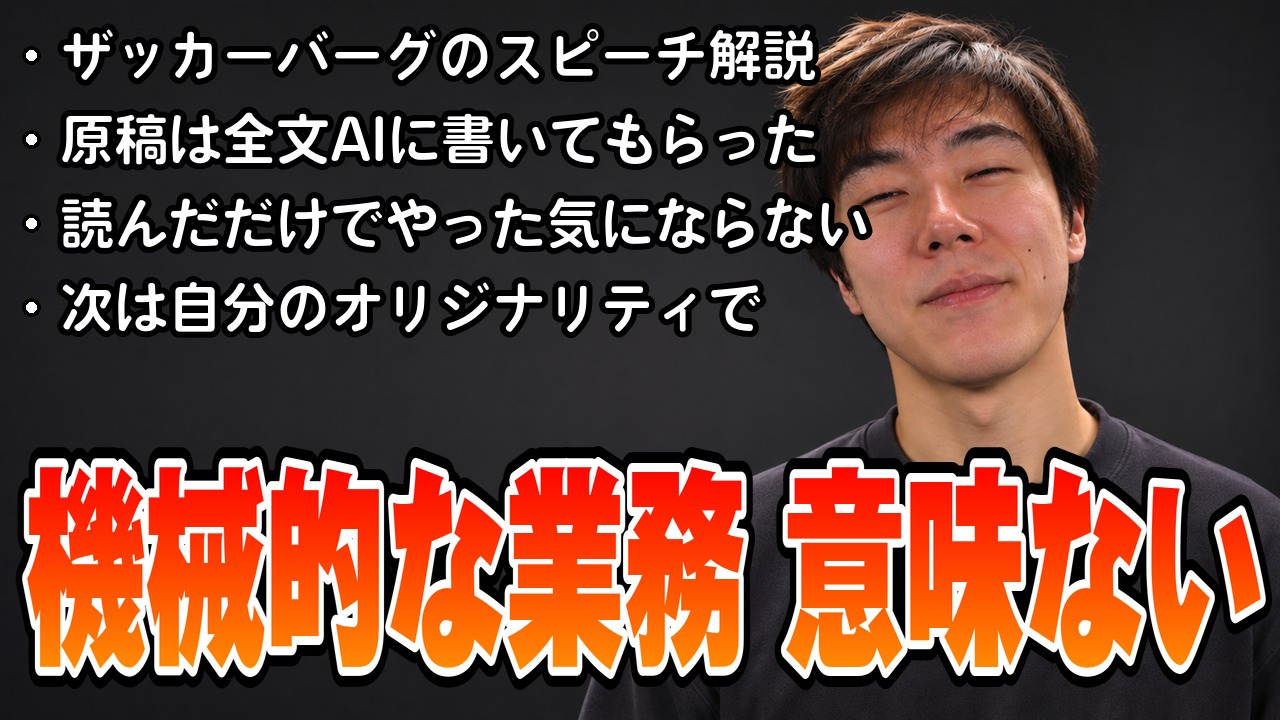 ・ザッカーバーグのスピーチ解説
・原稿は全文AIに書いてもらった
・読んだだけでやった気にならない
・次は自分のオリジナリティで
機械的な業務 意味ない